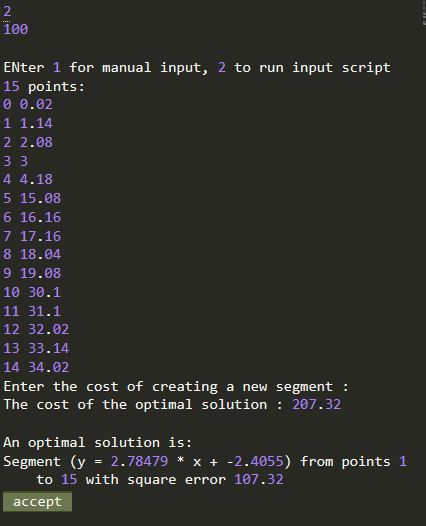 2
100
ENter 1 for manual input, 2 to run input script
15 points:
0 0.02
1 1.14
2 2.08
3 3
4 4.18
5 15.08
6 16.16
7 17.16
8 18.04
9 19.08
10 30.1
11 31.1
12 32.02
13 33.14
14 34.02
Enter the cost of creating a new segment :
The cost of the optimal solution : 207.32
An optimal solution is:
Segment (y = 2.78479 * x + -2.4055) from points 1
to 15 with square error 107.32
accept